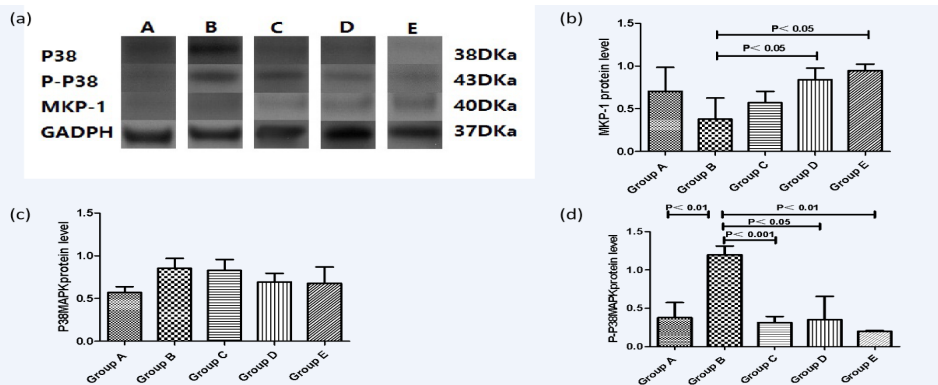 (a)
A B C D E
P38 38DKa
P-P38 43DKa
MKP-1 40DKa
GADPH 37DKa
(b)
MKP-1 protein level
1.5
1.0
0.5
0.0
P< 0.05
P< 0.05
Group A Group B Group C Group D Group E
(c)
P38MAPKprotein level
1.5
1.0
0.5
0.0
Group A Group B Group C Group D Group E
(d)
P-P38MAPKprotein level
1.5
1.0
0.5
0.0
P< 0.01 P< 0.01
P< 0.05
P< 0.001
Group A Group B Group C Group D Group E